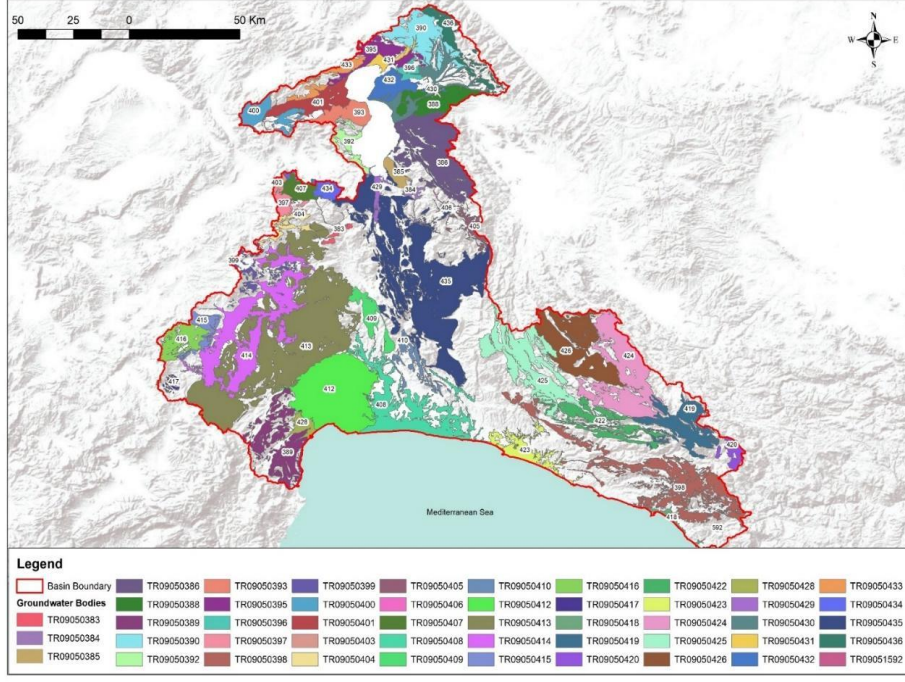 50 25 0 50 Km
N
W E
S
436
390
395
431
396
433
432
430
388
400
401
393
392
386
385
403
407
434
429
384
397
406
404
405
383
399
435
409
415
416
413
410
426
424
414
417
412
425
408
419
422
428
420
389
423
398
418
592
Mediterranean Sea
Legend
Basin Boundary
Groundwater Bodies
TR09050383
TR09050384
TR09050385
TR09050386
TR09050388
TR09050389
TR09050390
TR09050392
TR09050393
TR09050395
TR09050396
TR09050397
TR09050398
TR09050399
TR09050400
TR09050401
TR09050403
TR09050404
TR09050405
TR09050406
TR09050407
TR09050408
TR09050409
TR09050410
TR09050412
TR09050413
TR09050414
TR09050415
TR09050416
TR09050417
TR09050418
TR09050419
TR09050420
TR09050422
TR09050423
TR09050424
TR09050425
TR09050426
TR09050428
TR09050429
TR09050430
TR09050431
TR09050432
TR09050433
TR09050434
TR09050435
TR09050436
TR09051592